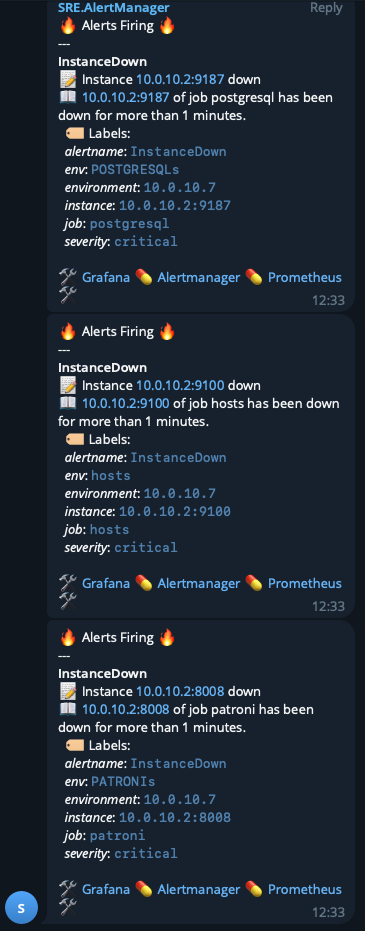 SRE.AlertManager Reply
🔥 Alerts Firing 🔥
---
InstanceDown
📝 Instance 10.0.10.2:9187 down
📖 10.0.10.2:9187 of job postgresql has been
down for more than 1 minutes.
🏷 Labels:
alertname: InstanceDown
env: POSTGRESQLs
environment: 10.0.10.7
instance: 10.0.10.2:9187
job: postgresql
severity: critical
🛠 Grafana 💊 Alertmanager 💊 Prometheus
🛠 12:33
🔥 Alerts Firing 🔥
---
InstanceDown
📝 Instance 10.0.10.2:9100 down
📖 10.0.10.2:9100 of job hosts has been down
for more than 1 minutes.
🏷 Labels:
alertname: InstanceDown
env: hosts
environment: 10.0.10.7
instance: 10.0.10.2:9100
job: hosts
severity: critical
🛠 Grafana 💊 Alertmanager 💊 Prometheus
🛠 12:33
🔥 Alerts Firing 🔥
---
InstanceDown
📝 Instance 10.0.10.2:8008 down
📖 10.0.10.2:8008 of job patroni has been
down for more than 1 minutes.
🏷 Labels:
alertname: InstanceDown
env: PATRONIs
environment: 10.0.10.7
instance: 10.0.10.2:8008
job: patroni
severity: critical
🛠 Grafana 💊 Alertmanager 💊 Prometheus
🛠 12:33
S